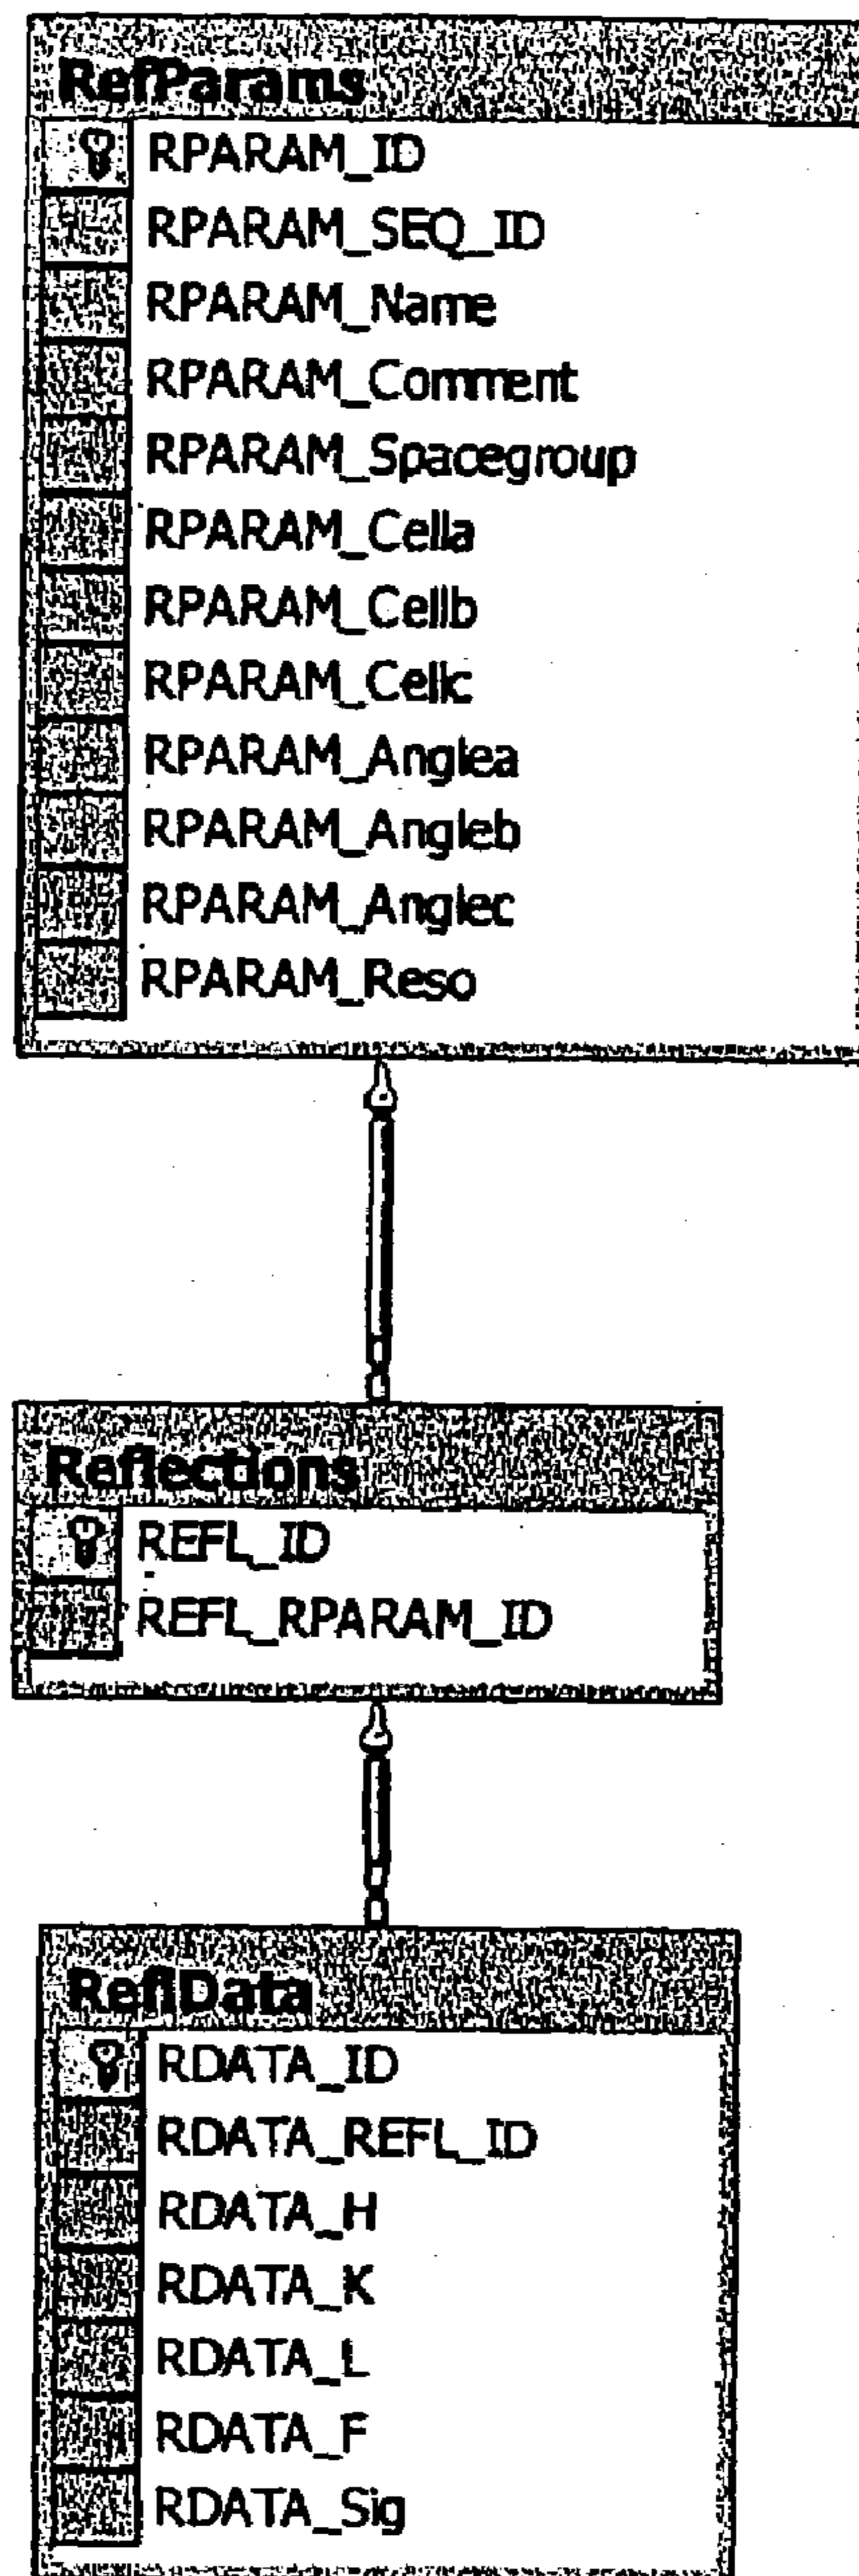 RefParams
RPARAM_ID
RPARAM_SEQ_ID
RPARAM_Name
RPARAM_Comment
RPARAM_Spacegroup
RPARAM_Cella
RPARAM_Cellb
RPARAM_Cellc
RPARAM_Anglea
RPARAM_Angleb
RPARAM_Anglec
RPARAM_Reso
Reflections
REFL_ID
REFL_RPARAM_ID
ReflData
RDATA_ID
RDATA_REFL_ID
RDATA_H
RDATA_K
RDATA_L
RDATA_F
RDATA_Sig